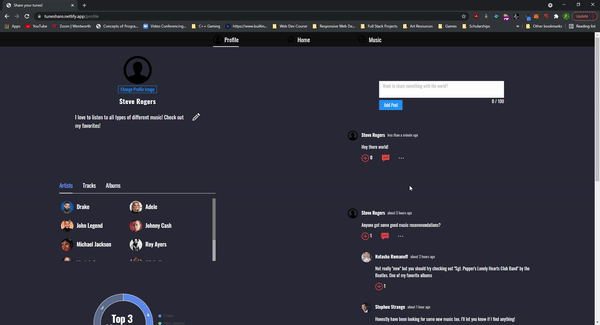 Share your tunes!
tuneshare.netlify.app/profile
Update
Apps
YouTube
Maps
Zoom | Wentworth
Concepts of Progra...
Video Conferencing...
C++ Gaming
https://www.builtin...
Web Dev Course
Responsive Web De...
Full Stack Projects
Art Resources
Games
Scholarships
Other bookmarks
Reading list
Profile
Home
Music
Change Profile Image
Steve Rogers
I love to listen to all types of different music! Check out
my favorites!
Want to share something with the world?
0 / 100
Add Post
Steve Rogers less than a minute ago
Hey there world!
0
Artists
Tracks
Albums
Drake
Adele
John Legend
Johnny Cash
Michael Jackson
Roy Ayers
Top 3
Steve Rogers about 2 hours ago
Anyone got some good music recommendations?
1
Natasha Romanoff about 2 hours ago
Not really "new" but you should try checking out "Sgt. Pepper's Lonely Hearts Club Band" by the
Beatles. One of my favorite albums
1
Stephen Strange about 1 hour ago
Honestly have been looking for some new music too. I'll let you know if I find anything!